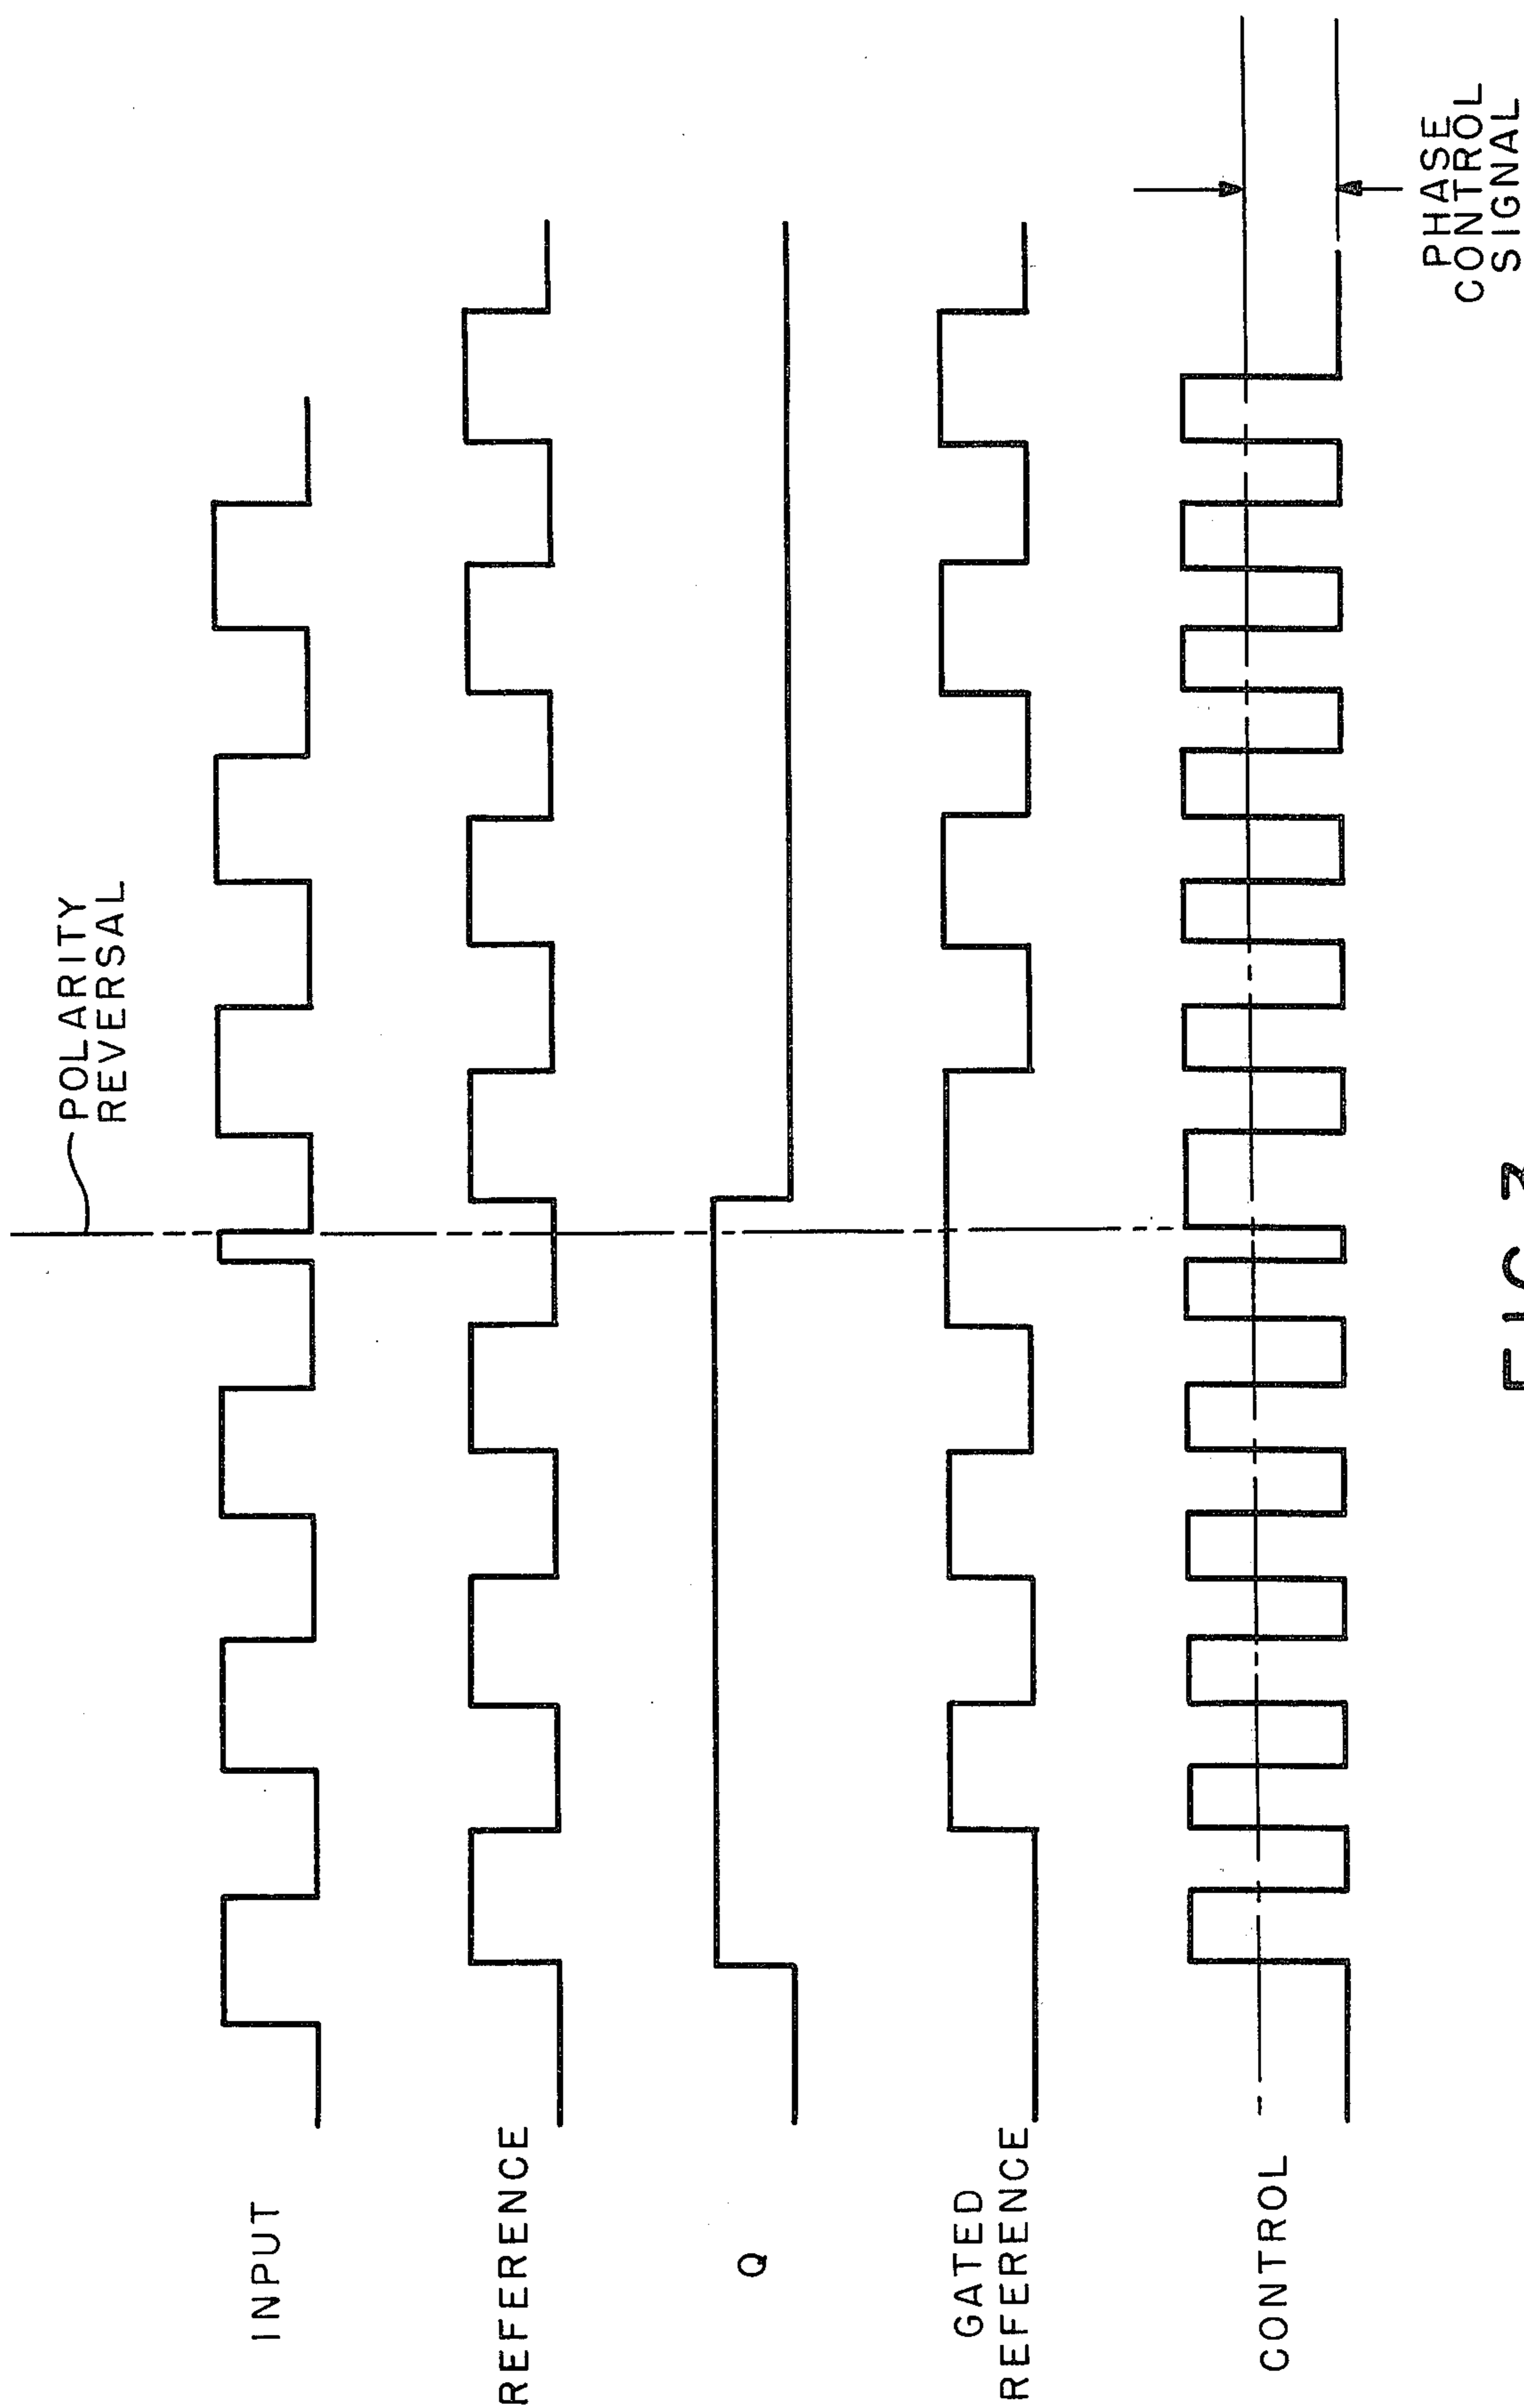 POLARITY
REVERSAL
INPUT
REFERENCE
Q
GATED
REFERENCE
CONTROL
PHASE
CONTROL
SIGNAL